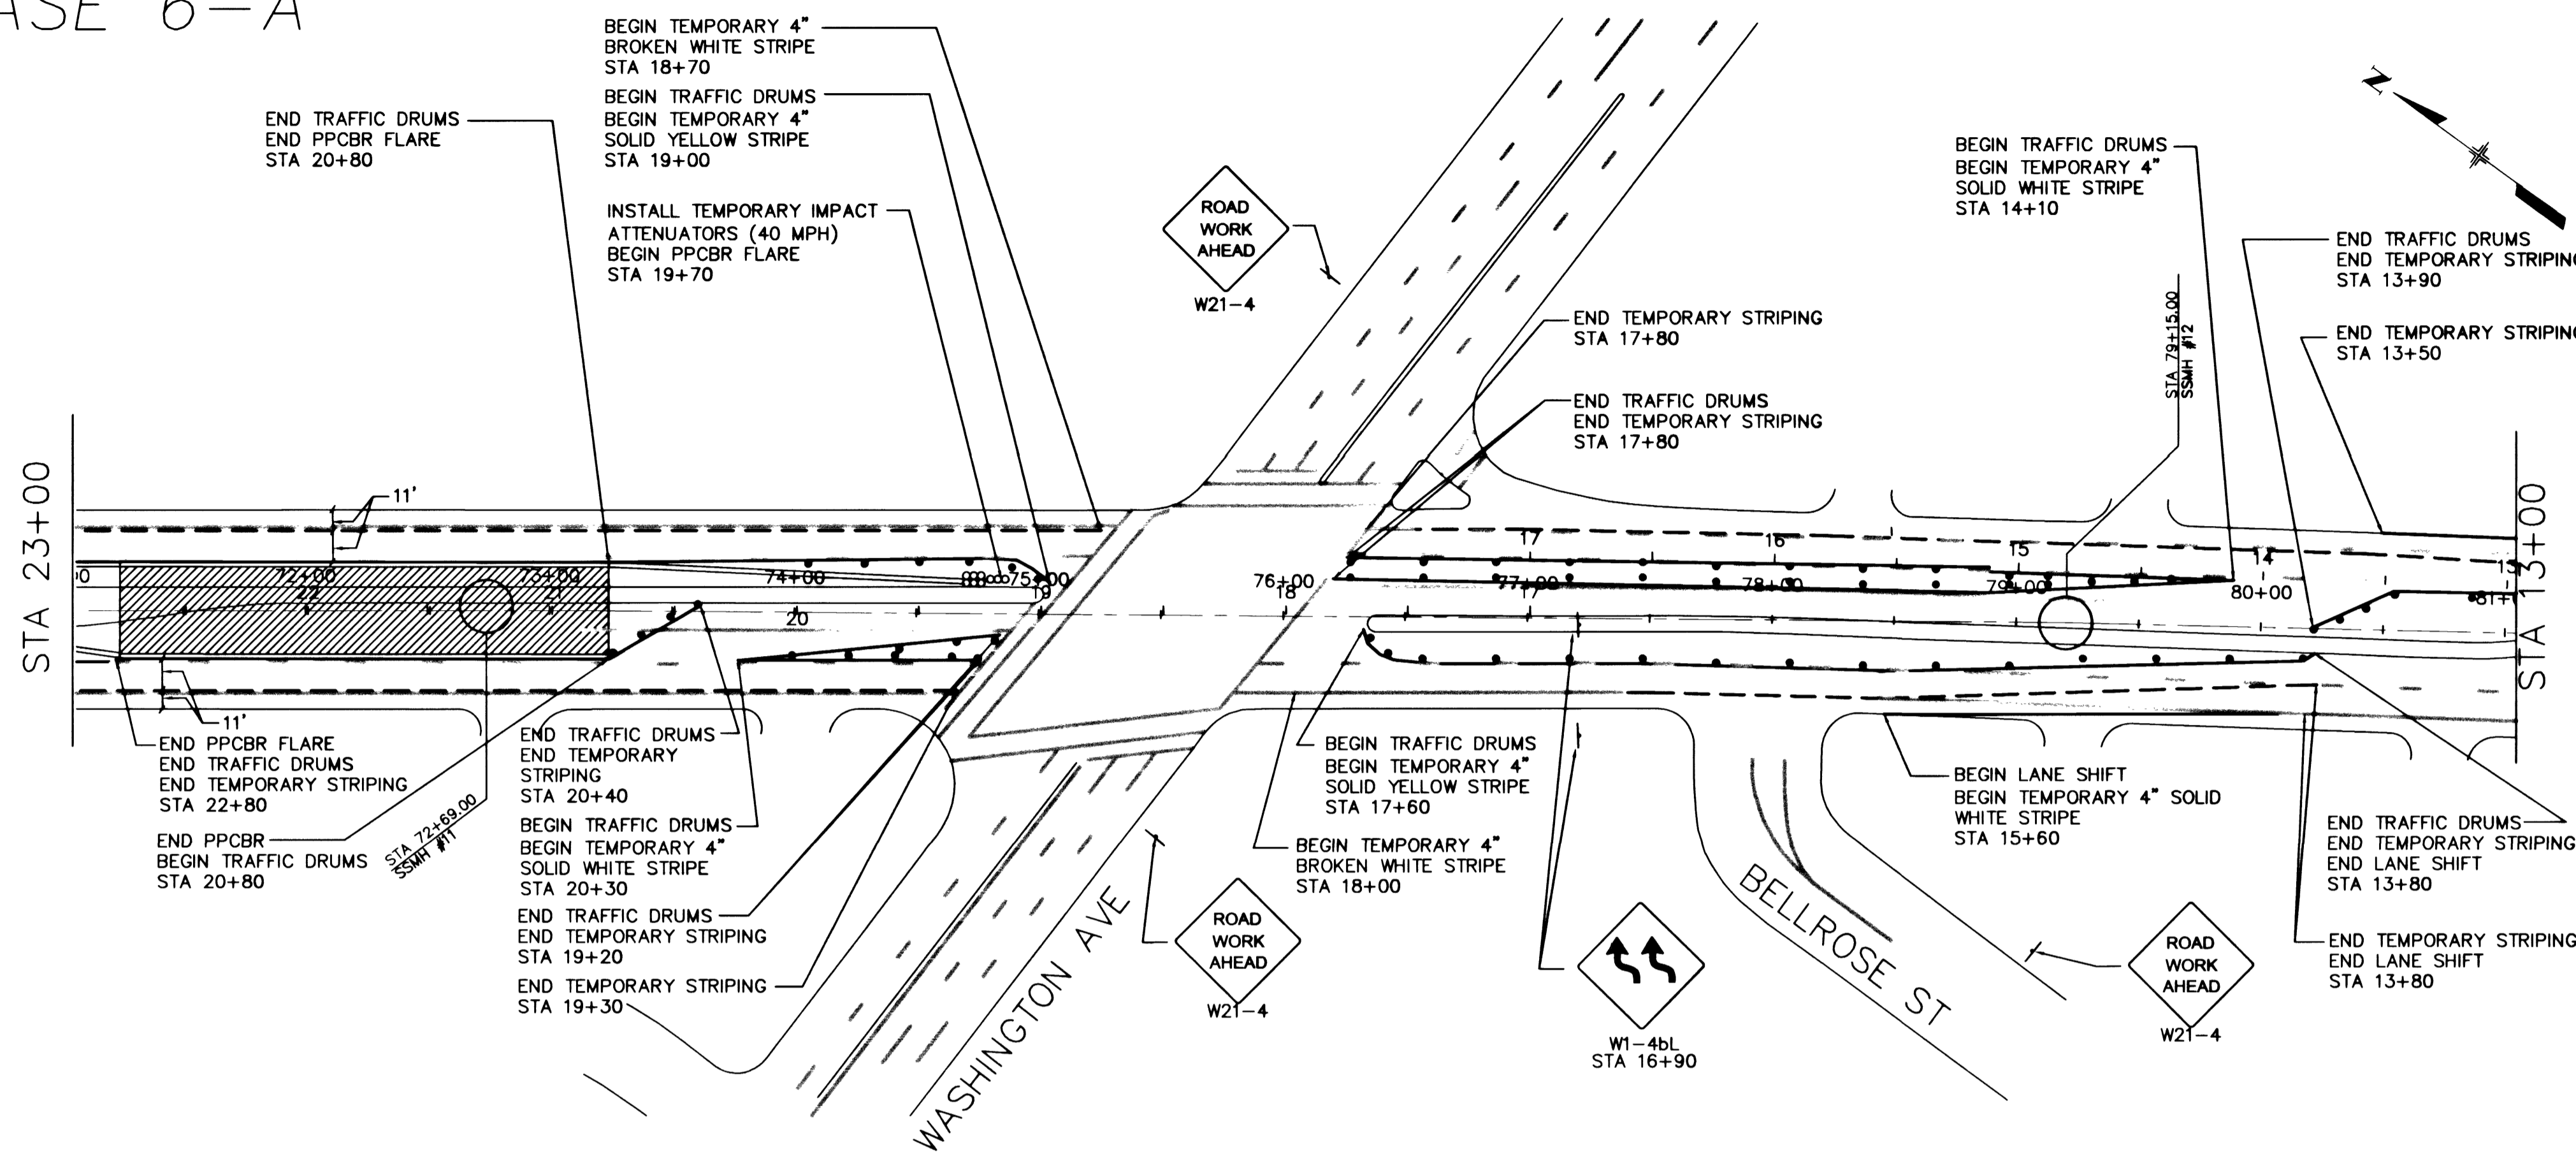 ASE 6-A
BEGIN TEMPORARY 4"
BROKEN WHITE STRIPE
STA 18+70
BEGIN TRAFFIC DRUMS
BEGIN TEMPORARY 4"
SOLID YELLOW STRIPE
STA 19+00
END TRAFFIC DRUMS
END PPCBR FLARE
STA 20+80
INSTALL TEMPORARY IMPACT
ATTENUATORS (40 MPH)
BEGIN PPCBR FLARE
STA 19+70
ROAD
WORK
AHEAD
W21-4
END TEMPORARY STRIPING
STA 17+80
END TRAFFIC DRUMS
END TEMPORARY STRIPING
STA 17+80
BEGIN TRAFFIC DRUMS
BEGIN TEMPORARY 4"
SOLID WHITE STRIPE
STA 14+10
N
END TRAFFIC DRUMS
END TEMPORARY STRIPING
STA 13+90
END TEMPORARY STRIPING
STA 13+50
STA 79+15.00
SSMH #12
STA 23+00
STA 13+00
11'
17
16
15
14
13
72+00
73+00
74+00
75+00
76+00
77+00
78+00
79+00
80+00
81+
22
21
20
19
18
17
11'
END PPCBR FLARE
END TRAFFIC DRUMS
END TEMPORARY STRIPING
STA 22+80
END PPCBR
BEGIN TRAFFIC DRUMS
STA 20+80
STA 72+69.00
SSMH #11
END TRAFFIC DRUMS
END TEMPORARY
STRIPING
STA 20+40
BEGIN TRAFFIC DRUMS
BEGIN TEMPORARY 4"
SOLID WHITE STRIPE
STA 20+30
END TRAFFIC DRUMS
END TEMPORARY STRIPING
STA 19+20
END TEMPORARY STRIPING
STA 19+30
WASHINGTON AVE
ROAD
WORK
AHEAD
W21-4
BEGIN TRAFFIC DRUMS
BEGIN TEMPORARY 4"
SOLID YELLOW STRIPE
STA 17+60
BEGIN TEMPORARY 4"
BROKEN WHITE STRIPE
STA 18+00
W1-4bL
STA 16+90
BELLROSE ST
BEGIN LANE SHIFT
BEGIN TEMPORARY 4" SOLID
WHITE STRIPE
STA 15+60
ROAD
WORK
AHEAD
W21-4
END TRAFFIC DRUMS
END TEMPORARY STRIPING
END LANE SHIFT
STA 13+80
END TEMPORARY STRIPING
END LANE SHIFT
STA 13+80